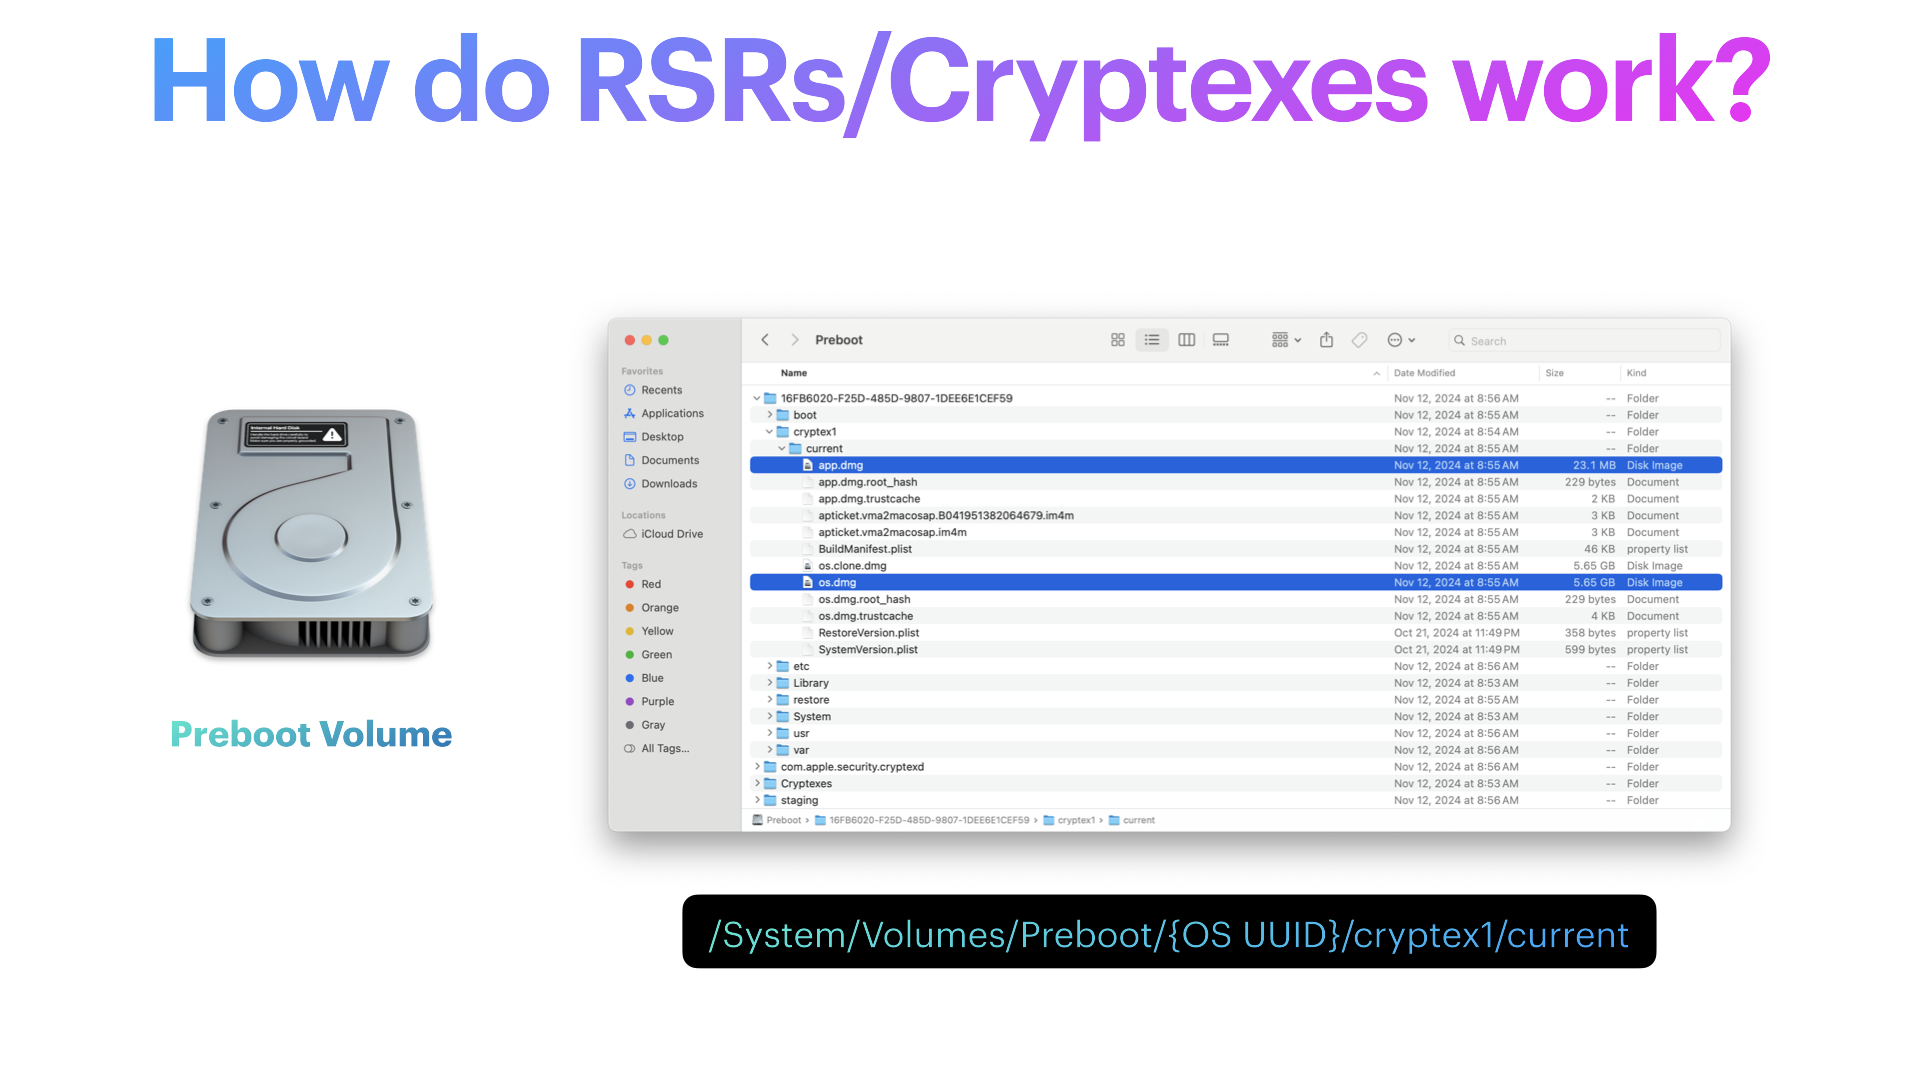 How do RSRs/Cryptexes work?
Internal Hard Disk
Preboot Volume
Preboot
Search
Favorites
Recents
Applications
Desktop
Documents
Downloads
Locations
iCloud Drive
Tags
Red
Orange
Yellow
Green
Blue
Purple
Gray
All Tags...
Name Date Modified Size Kind
16FB6020-F25D-485D-9807-1DEE6E1CEF59 Nov 12, 2024 at 8:56 AM -- Folder
boot Nov 12, 2024 at 8:55 AM -- Folder
cryptex1 Nov 12, 2024 at 8:54 AM -- Folder
current Nov 12, 2024 at 8:55 AM -- Folder
app.dmg Nov 12, 2024 at 8:55 AM 23.1 MB Disk Image
app.dmg.root_hash Nov 12, 2024 at 8:55 AM 229 bytes Document
app.dmg.trustcache Nov 12, 2024 at 8:55 AM 2 KB Document
apticket.vma2macosap.B041951382064679.im4m Nov 12, 2024 at 8:55 AM 3 KB Document
apticket.vma2macosap.im4m Nov 12, 2024 at 8:55 AM 3 KB Document
BuildManifest.plist Nov 12, 2024 at 8:55 AM 46 KB property list
os.clone.dmg Nov 12, 2024 at 8:55 AM 5.65 GB Disk Image
os.dmg Nov 12, 2024 at 8:55 AM 5.65 GB Disk Image
os.dmg.root_hash Nov 12, 2024 at 8:55 AM 229 bytes Document
os.dmg.trustcache Nov 12, 2024 at 8:55 AM 4 KB Document
RestoreVersion.plist Oct 21, 2024 at 11:49 PM 358 bytes property list
SystemVersion.plist Oct 21, 2024 at 11:49 PM 599 bytes property list
etc Nov 12, 2024 at 8:56 AM -- Folder
Library Nov 12, 2024 at 8:53 AM -- Folder
restore Nov 12, 2024 at 8:55 AM -- Folder
System Nov 12, 2024 at 8:53 AM -- Folder
usr Nov 12, 2024 at 8:56 AM -- Folder
var Nov 12, 2024 at 8:56 AM -- Folder
com.apple.security.cryptexd Nov 12, 2024 at 8:56 AM -- Folder
Cryptexes Nov 12, 2024 at 8:53 AM -- Folder
staging Nov 12, 2024 at 8:56 AM -- Folder
Preboot › 16FB6020-F25D-485D-9807-1DEE6E1CEF59 › cryptex1 › current
/System/Volumes/Preboot/{OS UUID}/cryptex1/current